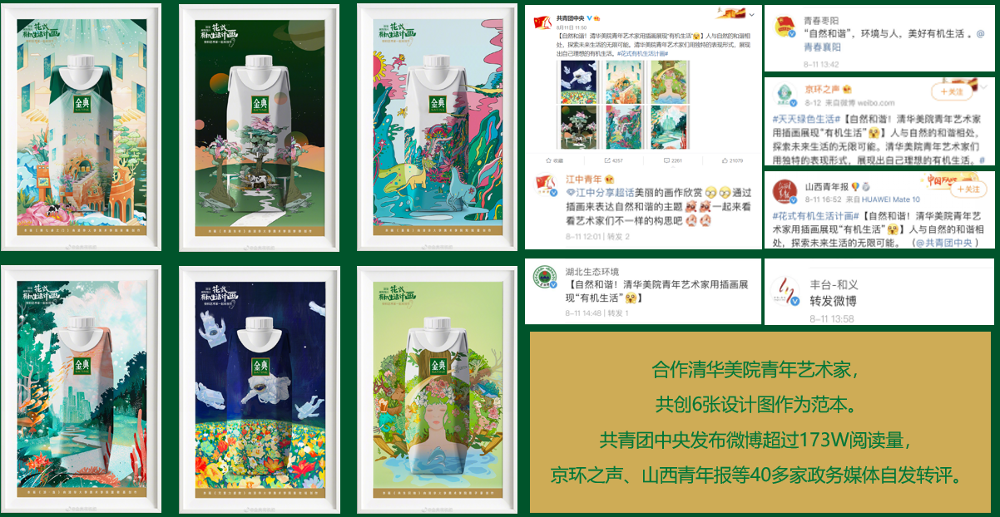 花式
有机生活计画
金典
花式
有机生活计画
金典
花式
有机生活计画
金典
花式
有机生活计画
金典
花式
有机生活计画
金典
花式
有机生活计画
金典
共青团中央
8月11日 11:50
【自然和谐！清华美院青年艺术家用插画展现“有机生活”】人与自然的和谐相
处，探索未来生活的无限可能。清华美院青年艺术家们用独特的表现形式，展现
出自己理想的有机生活。#花式有机生活计画#
收藏 4257 2261 21979
江中青年
江中分享超话美丽的画作欣赏 通过
插画来表达自然和谐的主题 一起来看
看艺术家们不一样的构思吧
8-11 12:01 | 转发 2
湖北生态环境
【自然和谐！清华美院青年艺术家用插画展
现“有机生活”】
8-11 14:48 | 转发 1
青春枣阳
“自然和谐”，环境与人，美好有机生活 。@
青春襄阳
8-11 13:42
京环之声
+关注
8-12 来自微博 weibo.com
#天天绿色生活#【自然和谐！清华美院青年艺术家
用插画展现“有机生活”】人与自然的和谐相处，
探索未来生活的无限可能。清华美院青年艺术家们
用独特的表现形式，展现出自己理想的有机生活。#
山西青年报
+关注
8-11 16:52 来自 HUAWEI Mate 10
#花式有机生活计画#【自然和谐！清华美院青年艺
术家用插画展现“有机生活”】人与自然的和谐相
处，探索未来生活的无限可能。 （@共青团中央 ）
丰台-和义
转发微博
8-11 13:58
合作清华美院青年艺术家，
共创6张设计图作为范本。
共青团中央发布微博超过173W阅读量，
京环之声、山西青年报等40多家政务媒体自发转评。